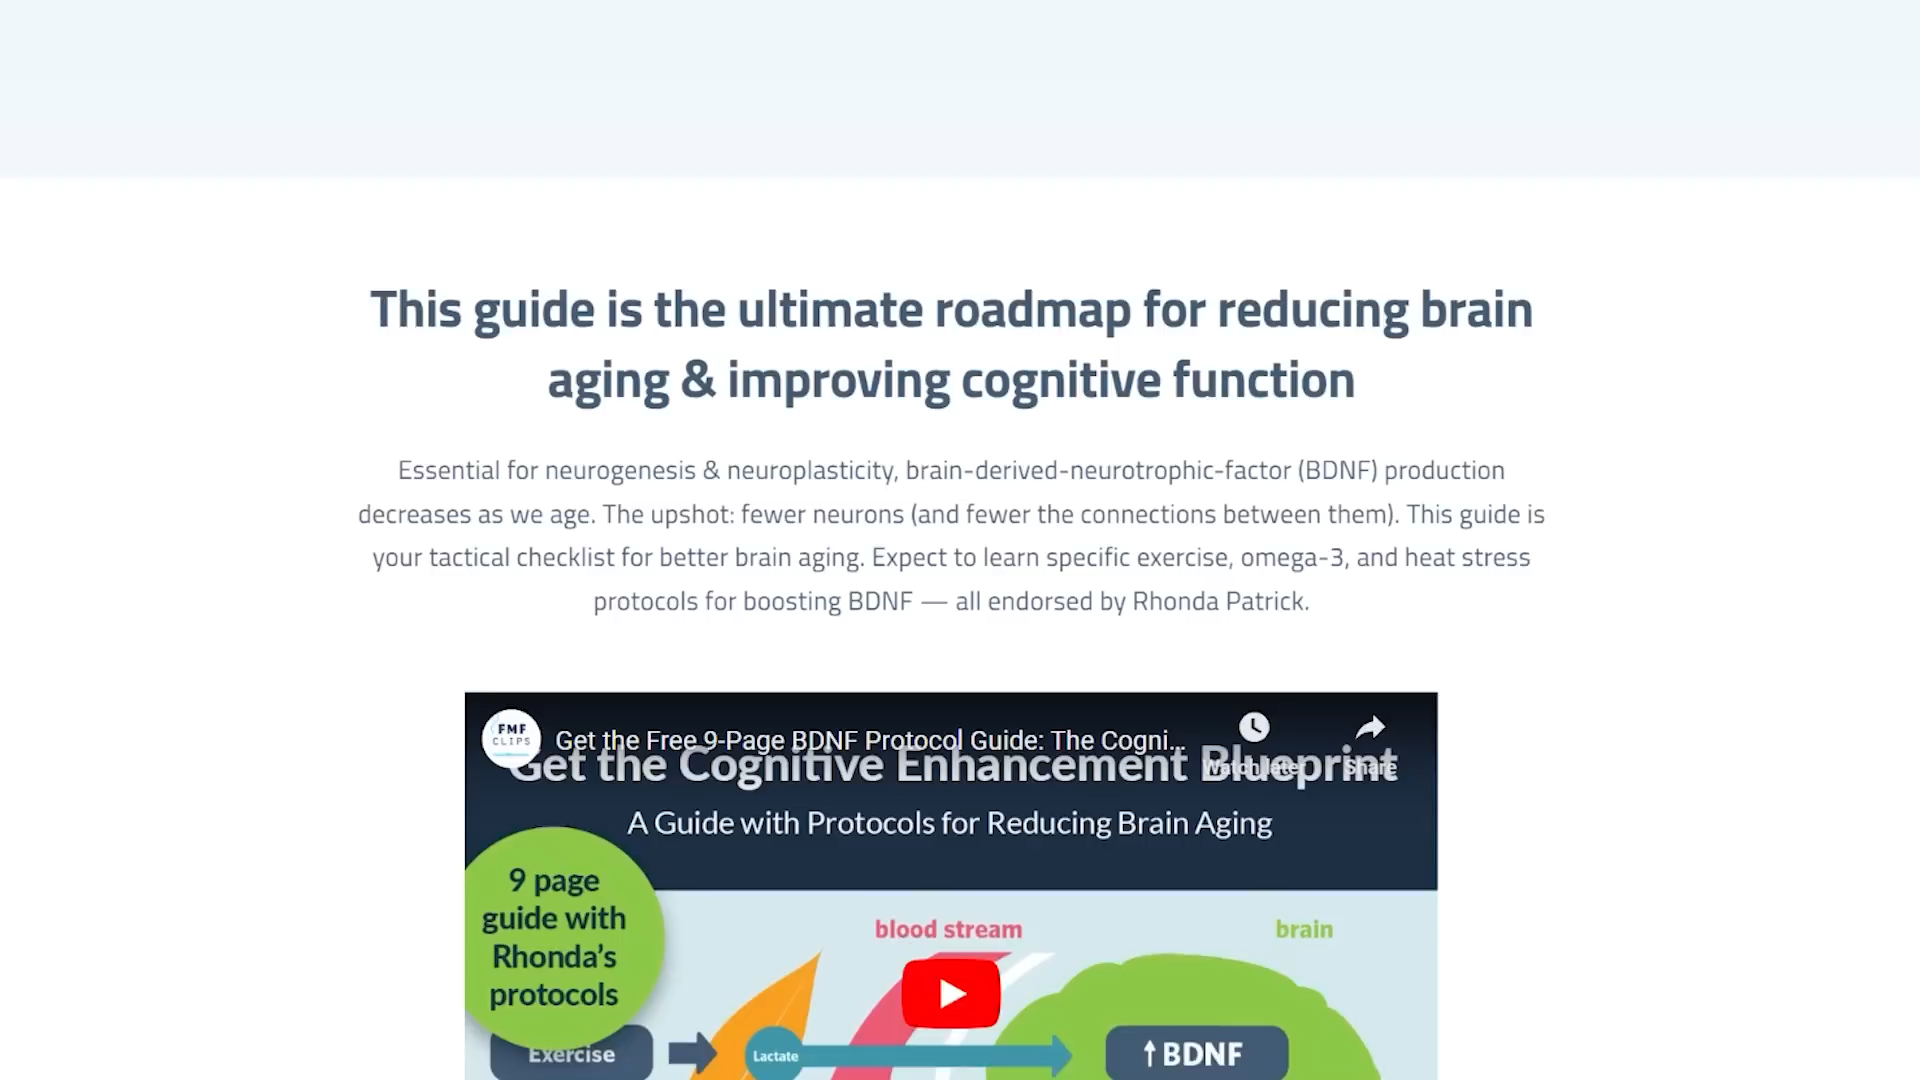 This guide is the ultimate roadmap for reducing brain
aging & improving cognitive function
Essential for neurogenesis & neuroplasticity, brain-derived-neurotrophic-factor (BDNF) production
decreases as we age. The upshot: fewer neurons (and fewer the connections between them). This guide is
your tactical checklist for better brain aging. Expect to learn specific exercise, omega-3, and heat stress
protocols for boosting BDNF — all endorsed by Rhonda Patrick.
FMF
CLIPS
Get the Free 9-Page BDNF Protocol Guide: The Cogni...
Watch later
Share
Get the Cognitive Enhancement Blueprint
A Guide with Protocols for Reducing Brain Aging
9 page
guide with
Rhonda's
protocols
blood stream
brain
Exercise
Lactate
↑BDNF